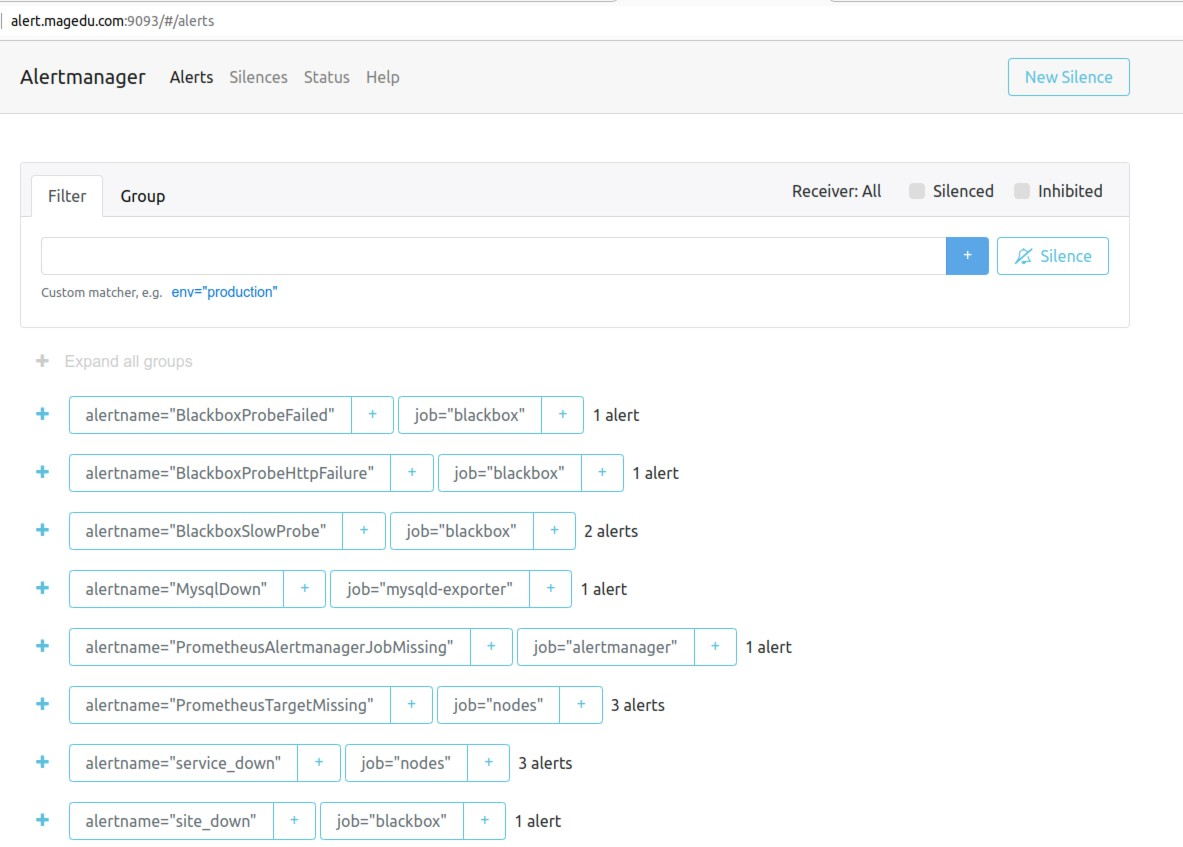 alert.magedu.com:9093/#/alerts
Alertmanager Alerts Silences Status Help New Silence
Filter Group Receiver: All Silenced Inhibited
+ Silence
Custom matcher, e.g. env="production"
+ Expand all groups
+ alertname="BlackboxProbeFailed" + job="blackbox" + 1 alert
+ alertname="BlackboxProbeHttpFailure" + job="blackbox" + 1 alert
+ alertname="BlackboxSlowProbe" + job="blackbox" + 2 alerts
+ alertname="MysqlDown" + job="mysqld-exporter" + 1 alert
+ alertname="PrometheusAlertmanagerJobMissing" + job="alertmanager" + 1 alert
+ alertname="PrometheusTargetMissing" + job="nodes" + 3 alerts
+ alertname="service_down" + job="nodes" + 3 alerts
+ alertname="site_down" + job="blackbox" + 1 alert